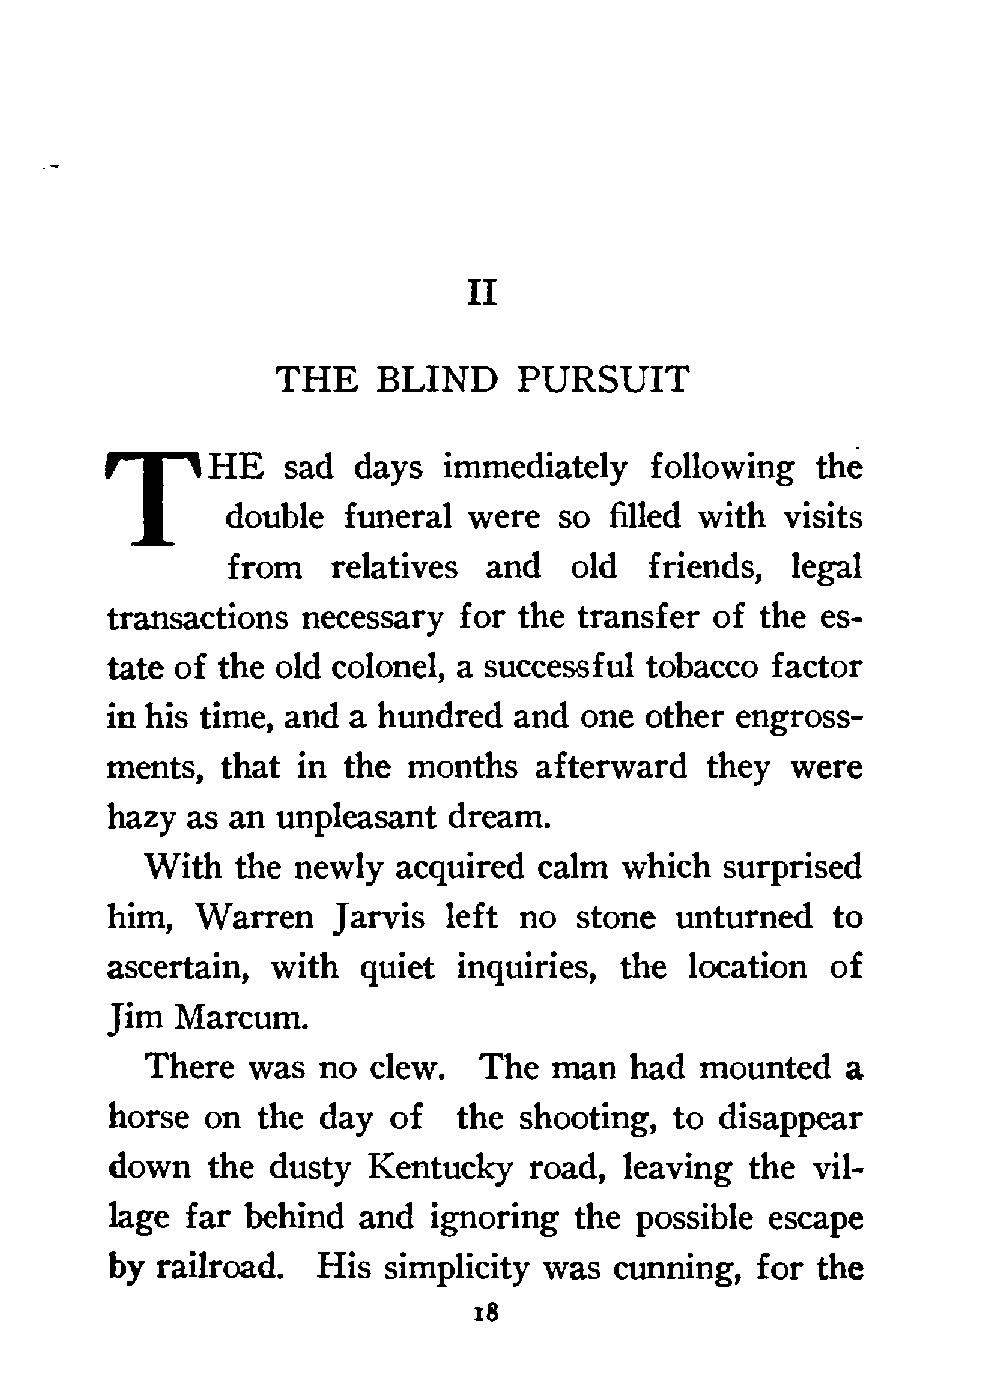 II
THE BLIND PURSUIT
THE sad days immediately following the
double funeral were so filled with visits
from relatives and old friends, legal
transactions necessary for the transfer of the es-
tate of the old colonel, a successful tobacco factor
in his time, and a hundred and one other engross-
ments, that in the months afterward they were
hazy as an unpleasant dream.
With the newly acquired calm which surprised
him, Warren Jarvis left no stone unturned to
ascertain, with quiet inquiries, the location of
Jim Marcum.
There was no clew. The man had mounted a
horse on the day of the shooting, to disappear
down the dusty Kentucky road, leaving the vil-
lage far behind and ignoring the possible escape
by railroad. His simplicity was cunning, for the
18